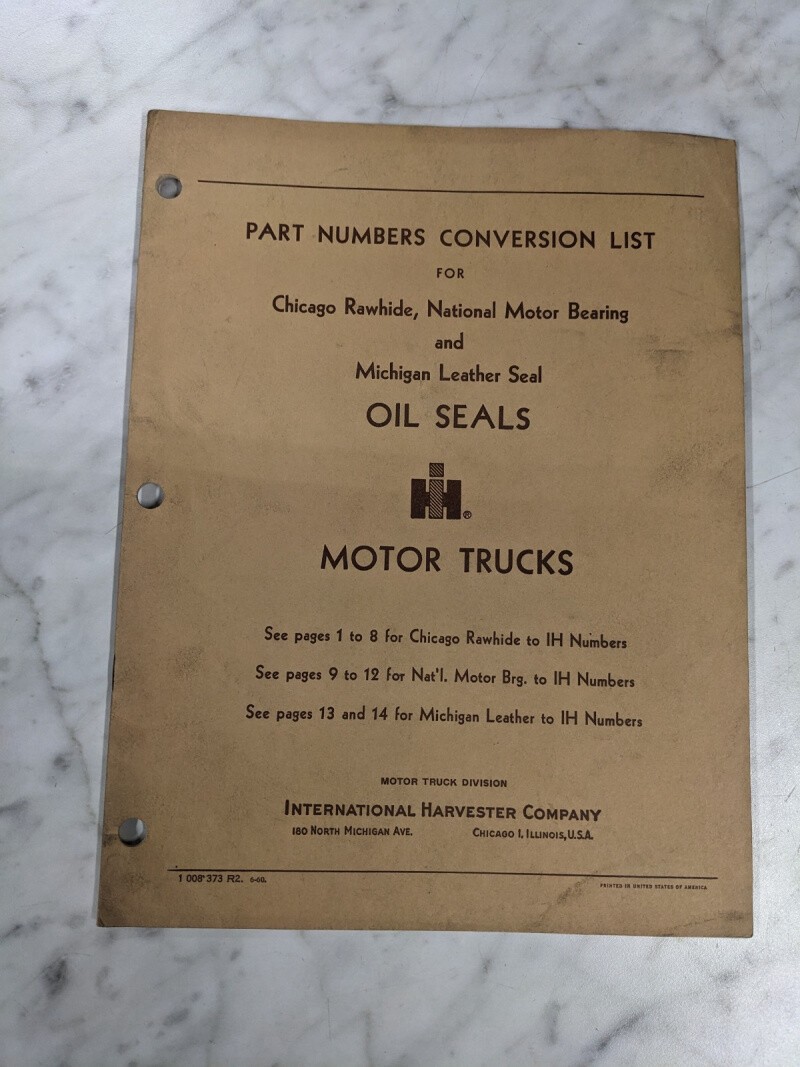 PART NUMBERS CONVERSION LIST
FOR
Chicago Rawhide, National Motor Bearing
and
Michigan Leather Seal
OIL SEALS
IH®
MOTOR TRUCKS
See pages 1 to 8 for Chicago Rawhide to IH Numbers
See pages 9 to 12 for Nat'l. Motor Brg. to IH Numbers
See pages 13 and 14 for Michigan Leather to IH Numbers
MOTOR TRUCK DIVISION
INTERNATIONAL HARVESTER COMPANY
180 NORTH MICHIGAN AVE. CHICAGO 1, ILLINOIS, U.S.A.
1 008 373 R2. 6-60.
PRINTED IN UNITED STATES OF AMERICA